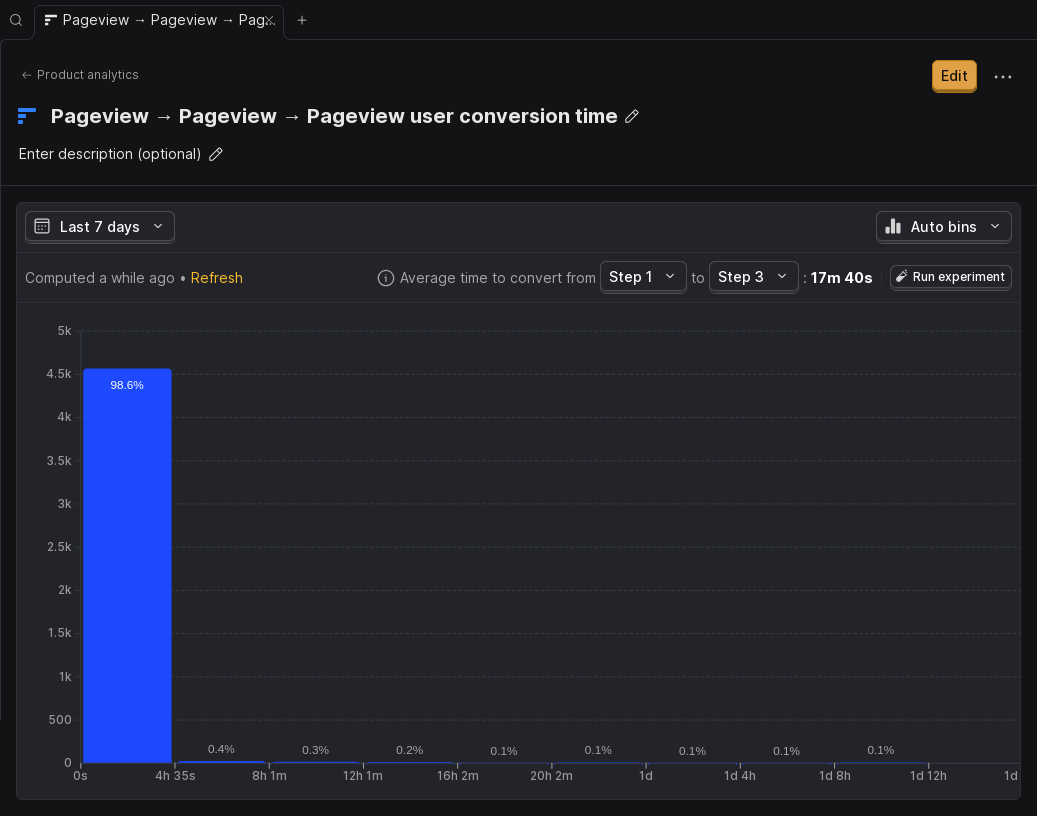 Pageview → Pageview → Pag...
← Product analytics
Edit
Pageview → Pageview → Pageview user conversion time
Enter description (optional)
Last 7 days
Auto bins
Computed a while ago • Refresh
Average time to convert from Step 1 to Step 3 : 17m 40s
Run experiment
5k
4.5k
98.6%
4k
3.5k
3k
2.5k
2k
1.5k
1k
500
0.4% 0.3% 0.2% 0.1% 0.1% 0.1% 0.1% 0.1%
0
0s 4h 35s 8h 1m 12h 1m 16h 2m 20h 2m 1d 1d 4h 1d 8h 1d 12h 1d